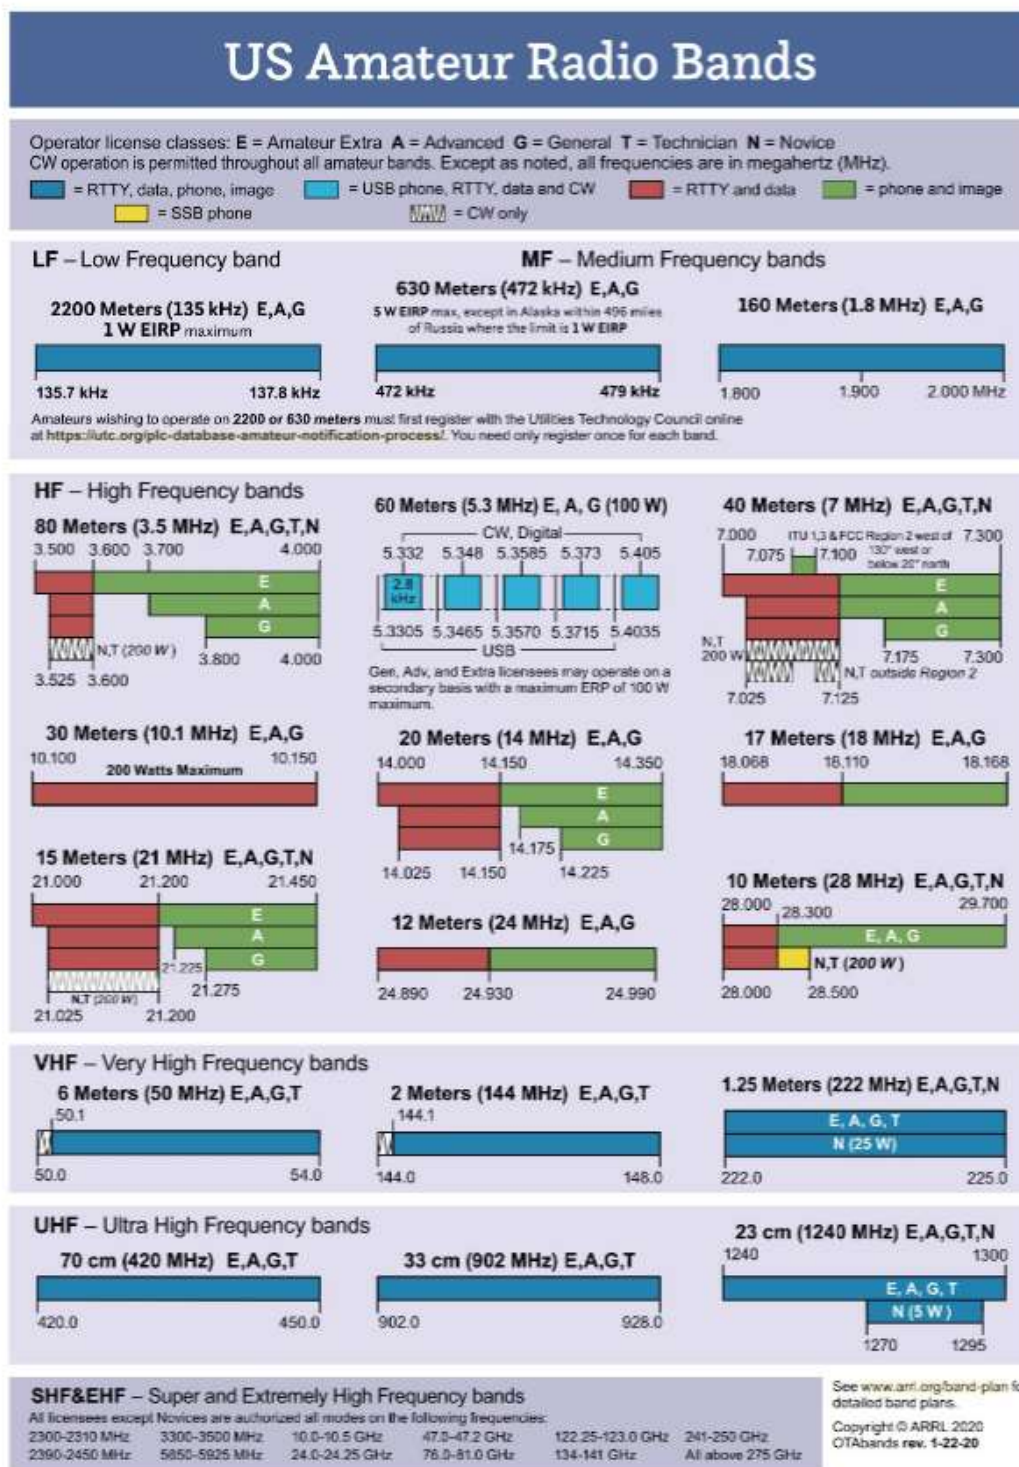 US Amateur Radio Bands
Operator license classes: E = Amateur Extra A = Advanced G = General T = Technician N = Novice
CW operation is permitted throughout all amateur bands. Except as noted, all frequencies are in megahertz (MHz).
= RTTY, data, phone, image = USB phone, RTTY, data and CW = RTTY and data = phone and image
= SSB phone = CW only
LF – Low Frequency band
2200 Meters (135 kHz) E,A,G
1 W EIRP maximum
135.7 kHz 137.8 kHz
MF – Medium Frequency bands
630 Meters (472 kHz) E,A,G
5 W EIRP max, except in Alaska within 496 miles
of Russia where the limit is 1 W EIRP
472 kHz 479 kHz
160 Meters (1.8 MHz) E,A,G
1.800 1.900 2.000 MHz
Amateurs wishing to operate on 2200 or 630 meters must first register with the Utilities Technology Council online
at https://utc.org/plc-database-amateur-notification-process/. You need only register once for each band.
HF – High Frequency bands
80 Meters (3.5 MHz) E,A,G,T,N
3.500 3.600 3.700 4.000
E
A
G
N,T (200 W)
3.800 4.000
3.525 3.600
60 Meters (5.3 MHz) E, A, G (100 W)
CW, Digital
5.332 5.348 5.3585 5.373 5.405
2.8
kHz
5.3305 5.3465 5.3570 5.3715 5.4035
USB
Gen, Adv, and Extra licensees may operate on a
secondary basis with a maximum ERP of 100 W
maximum.
40 Meters (7 MHz) E,A,G,T,N
7.000 ITU 1,3 & FCC Region 2 west of 7.300
7.075 7.100 130° west or
below 20° north
E
A
G
N,T
200 W
7.175 7.300
N,T outside Region 2
7.025 7.125
30 Meters (10.1 MHz) E,A,G
10.100 10.150
200 Watts Maximum
20 Meters (14 MHz) E,A,G
14.000 14.150 14.350
E
A
G
14.175
14.025 14.150 14.225
17 Meters (18 MHz) E,A,G
18.068 18.110 18.168
15 Meters (21 MHz) E,A,G,T,N
21.000 21.200 21.450
E
A
G
21.225
N,T (200 W) 21.275
21.025 21.200
12 Meters (24 MHz) E,A,G
24.890 24.930 24.990
10 Meters (28 MHz) E,A,G,T,N
28.000 28.300 29.700
E, A, G
N,T (200 W)
28.000 28.500
VHF – Very High Frequency bands
6 Meters (50 MHz) E,A,G,T
50.1
50.0 54.0
2 Meters (144 MHz) E,A,G,T
144.1
144.0 148.0
1.25 Meters (222 MHz) E,A,G,T,N
E, A, G, T
N (25 W)
222.0 225.0
UHF – Ultra High Frequency bands
70 cm (420 MHz) E,A,G,T
420.0 450.0
33 cm (902 MHz) E,A,G,T
902.0 928.0
23 cm (1240 MHz) E,A,G,T,N
1240 1300
E, A, G, T
N (5 W)
1270 1295
SHF&EHF – Super and Extremely High Frequency bands
All licensees except Novices are authorized all modes on the following frequencies:
2300-2310 MHz 3300-3500 MHz 10.0-10.5 GHz 47.0-47.2 GHz 122.25-123.0 GHz 241-250 GHz
2390-2450 MHz 5650-5925 MHz 24.0-24.25 GHz 76.0-81.0 GHz 134-141 GHz All above 275 GHz
See www.arrl.org/band-plan
detailed band plans.
Copyright © ARRL 2020
OTAbands rev. 1-22-20